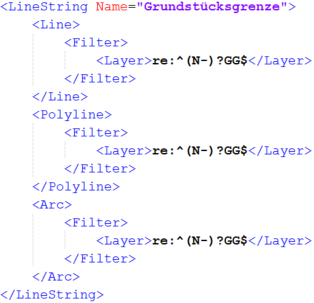 <LineString Name="Grundstücksgrenze">
<Line>
<Filter>
<Layer>re:^(N-)?GG$</Layer>
</Filter>
</Line>
<Polyline>
<Filter>
<Layer>re:^(N-)?GG$</Layer>
</Filter>
</Polyline>
<Arc>
<Filter>
<Layer>re:^(N-)?GG$</Layer>
</Filter>
</Arc>
</LineString>